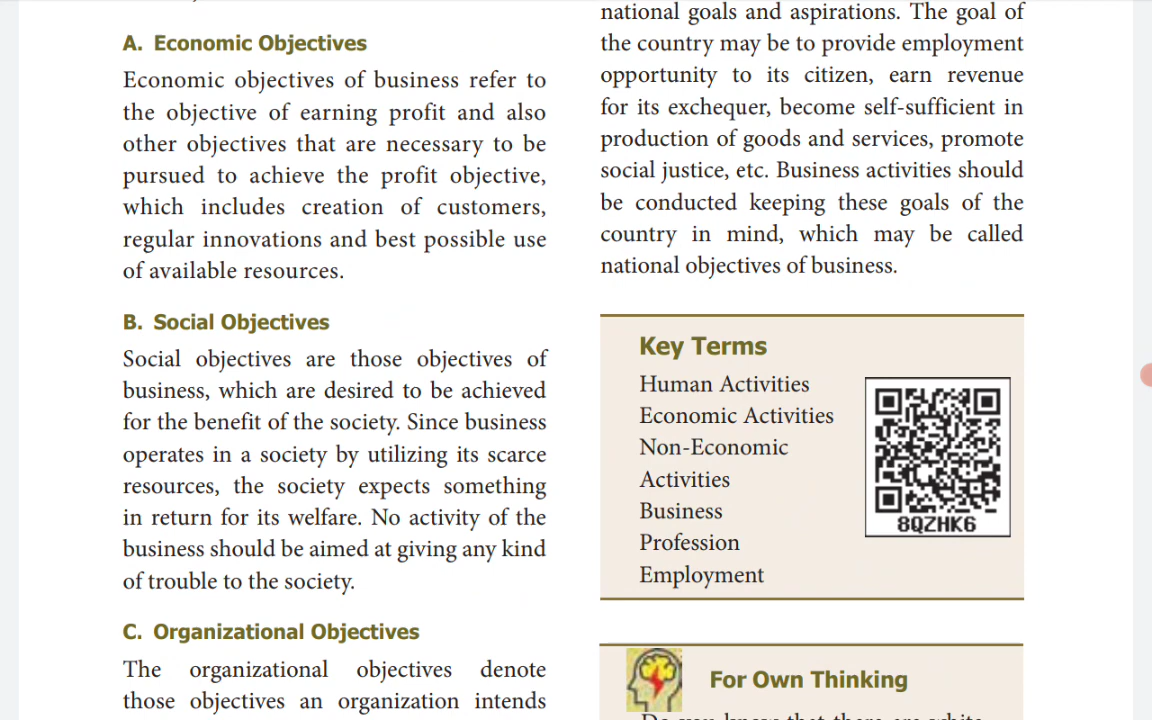 A. Economic Objectives
Economic objectives of business refer to
the objective of earning profit and also
other objectives that are necessary to be
pursued to achieve the profit objective,
which includes creation of customers,
regular innovations and best possible use
of available resources.
B. Social Objectives
Social objectives are those objectives of
business, which are desired to be achieved
for the benefit of the society. Since business
operates in a society by utilizing its scarce
resources, the society expects something
in return for its welfare. No activity of the
business should be aimed at giving any kind
of trouble to the society.
C. Organizational Objectives
The organizational objectives denote
those objectives an organization intends
national goals and aspirations. The goal of
the country may be to provide employment
opportunity to its citizen, earn revenue
for its exchequer, become self-sufficient in
production of goods and services, promote
social justice, etc. Business activities should
be conducted keeping these goals of the
country in mind, which may be called
national objectives of business.
Key Terms
Human Activities
Economic Activities
Non-Economic
Activities
Business
Profession
Employment
8QZHK6
For Own Thinking
Do you know that there are white